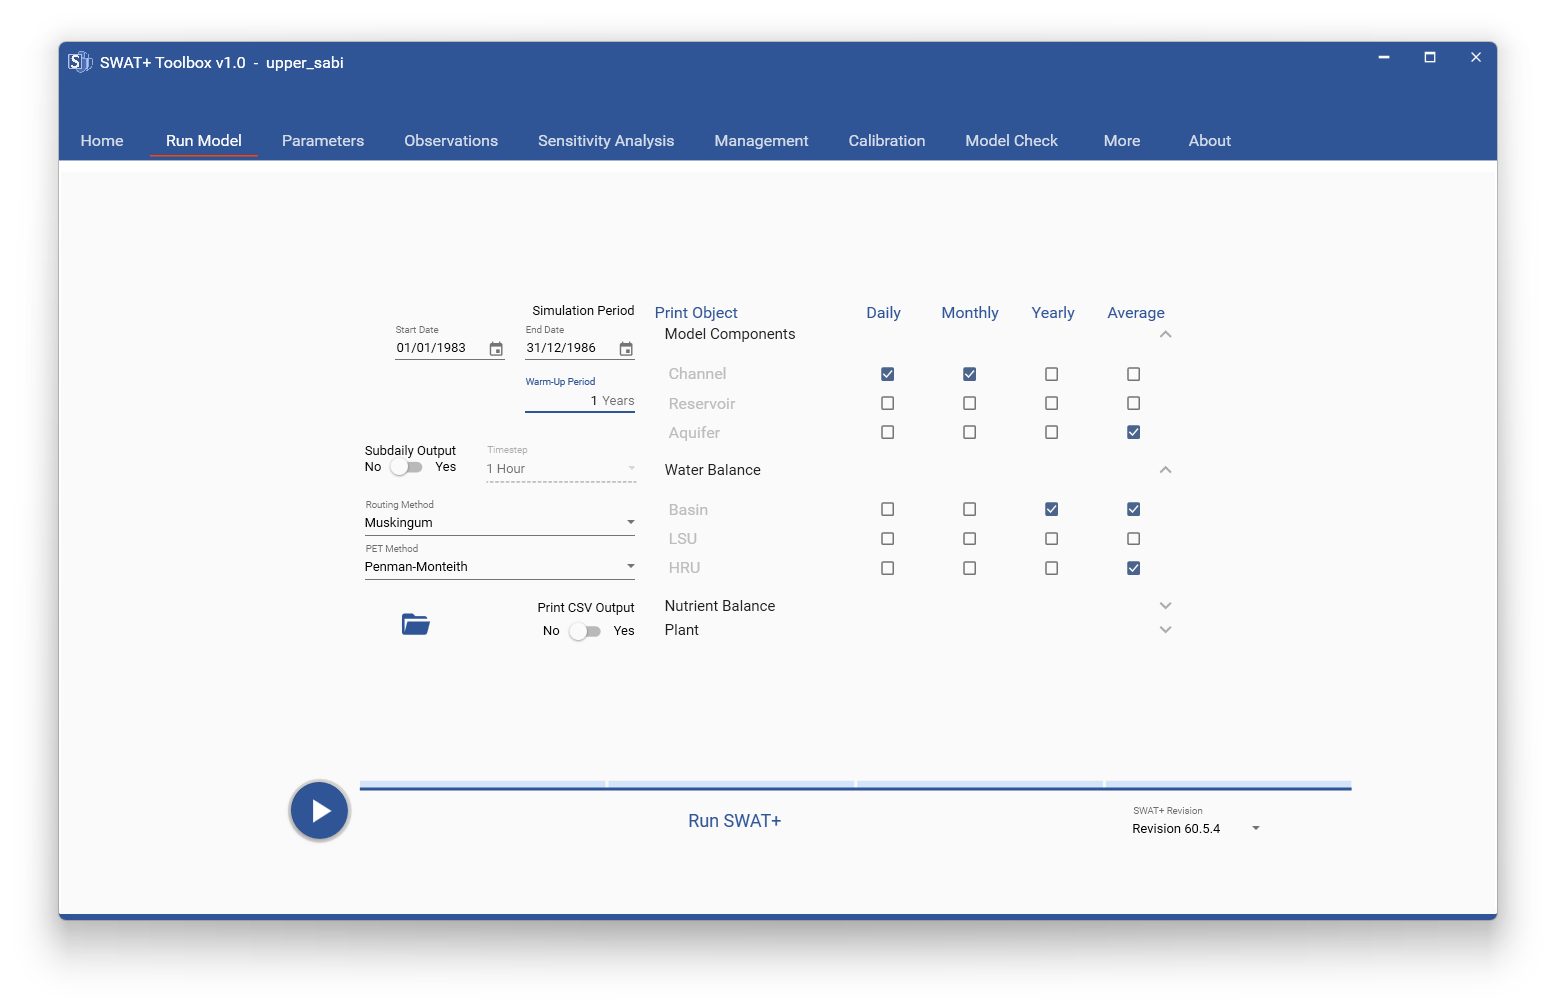 SWAT+ Toolbox v1.0 - upper_sabi
Home Run Model Parameters Observations Sensitivity Analysis Management Calibration Model Check More About
Simulation Period
Start Date End Date
01/01/1983 31/12/1986
Warm-Up Period
1 Years
Subdaily Output
No Yes
Timestep
1 Hour
Routing Method
Muskingum
PET Method
Penman-Monteith
Print CSV Output
No Yes
Print Object Daily Monthly Yearly Average
Model Components
Channel
Reservoir
Aquifer
Water Balance
Basin
LSU
HRU
Nutrient Balance
Plant
Run SWAT+
SWAT+ Revision
Revision 60.5.4